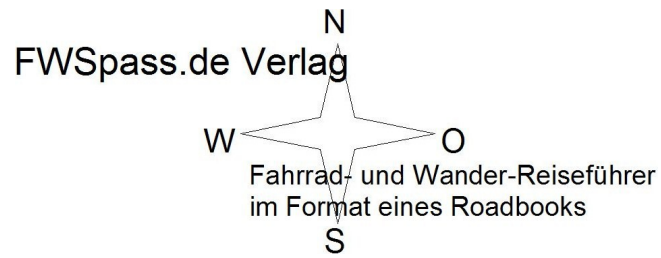 N
FWSpass.de Verlag
W
O
Fahrrad- und Wander-Reiseführer
im Format eines Roadbooks
S